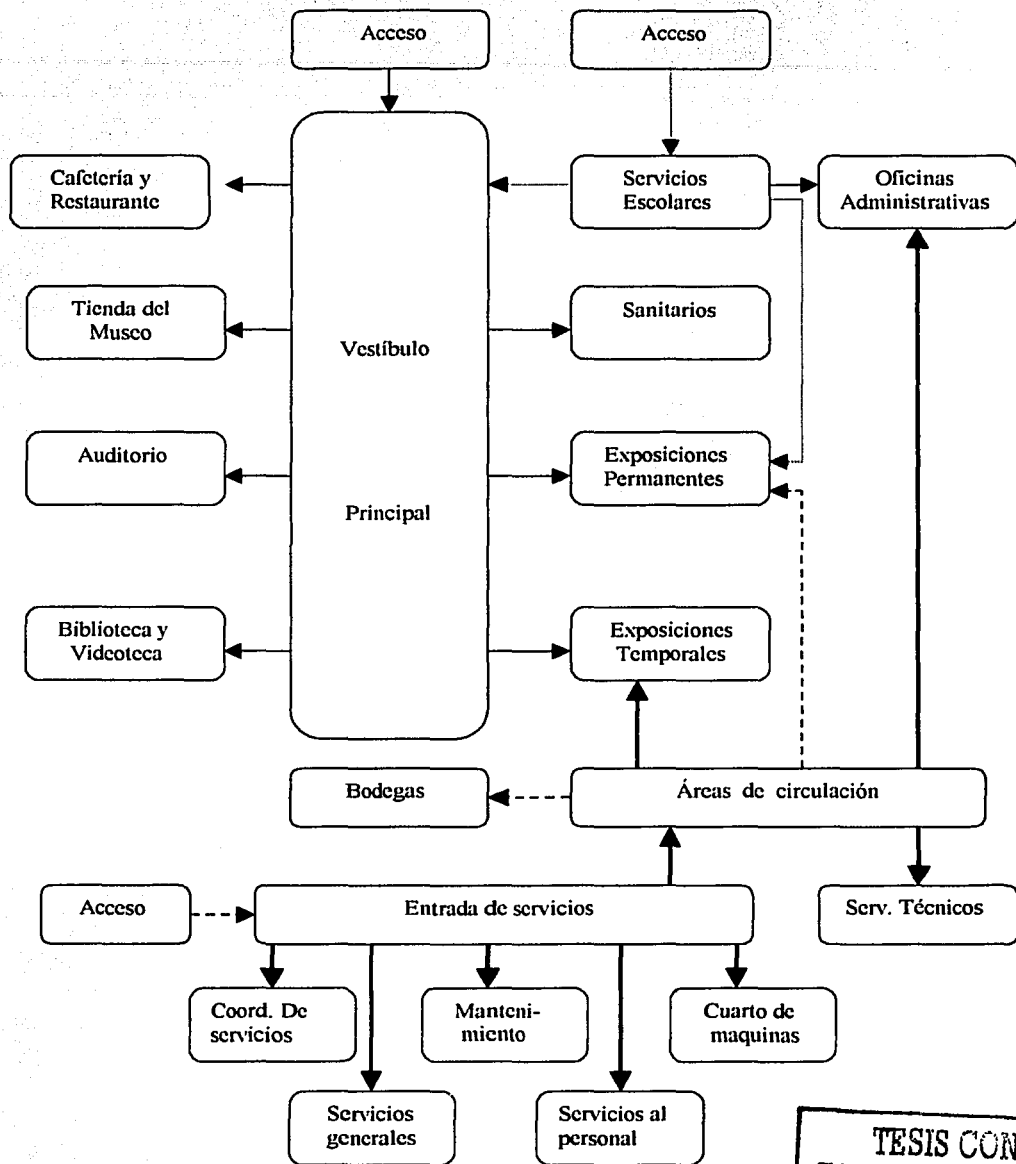 Acceso
Acceso
Cafetería y
Restaurante
Servicios
Escolares
Oficinas
Administrativas
Tienda del
Museo
Vestíbulo
Sanitarios
Auditorio
Principal
Exposiciones
Permanentes
Biblioteca y
Videoteca
Exposiciones
Temporales
Bodegas
Áreas de circulación
Acceso
Entrada de servicios
Serv. Técnicos
Coord. De
servicios
Manteni-
miento
Cuarto de
maquinas
Servicios
generales
Servicios al
personal
TESIS CON